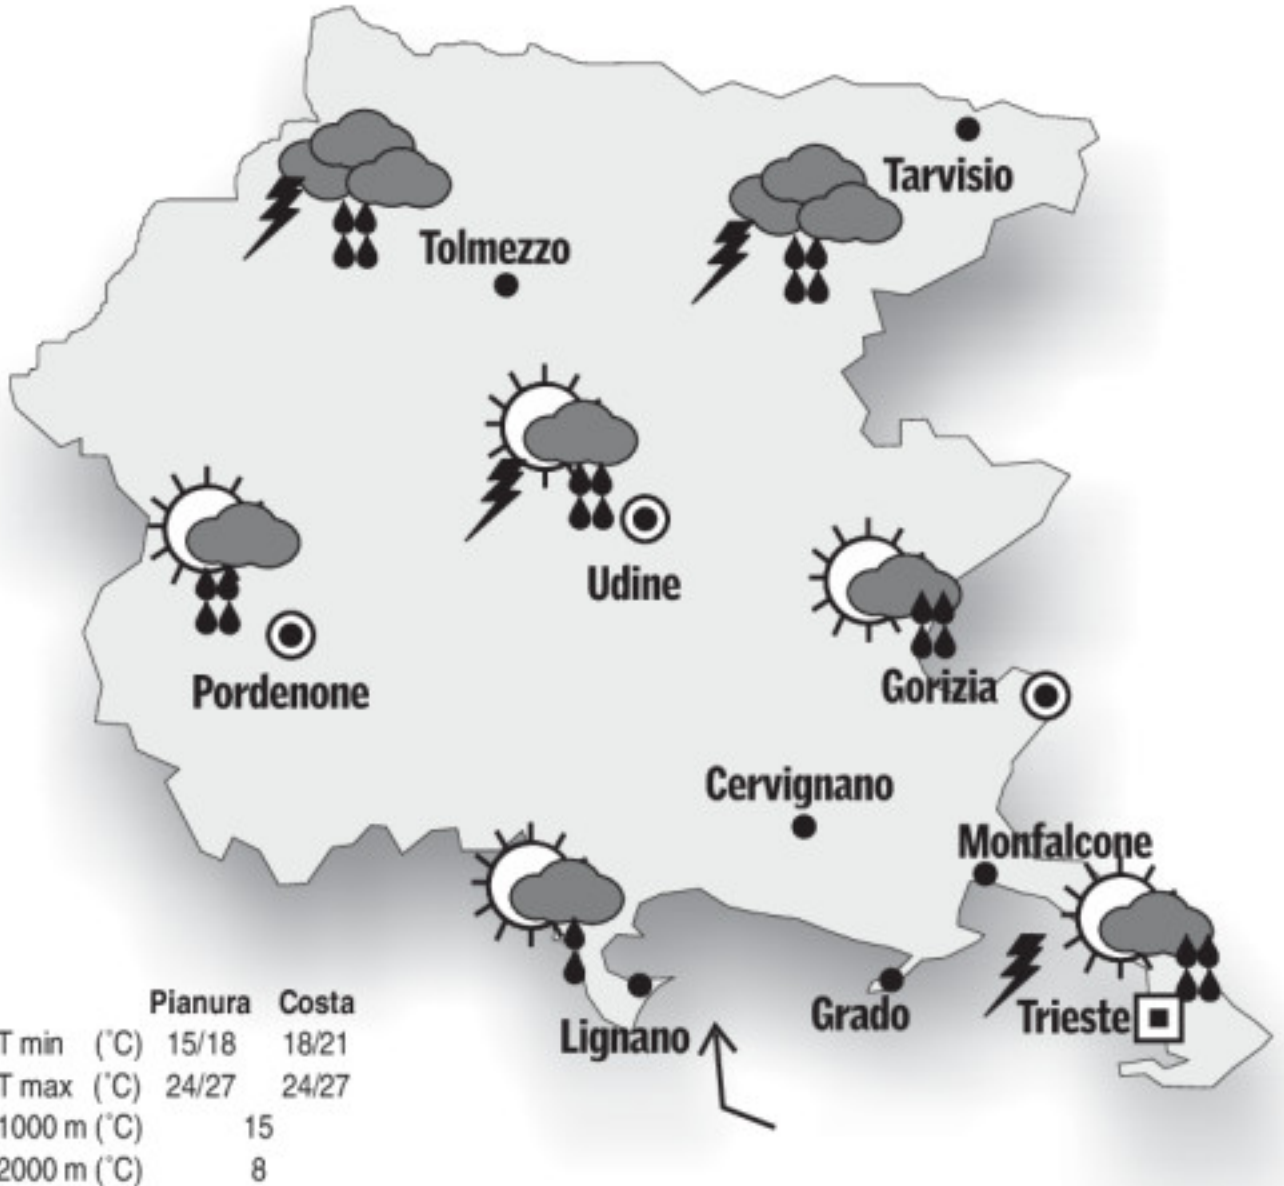 Tarvisio
Tolmezzo
Udine
Pordenone
Gorizia
Cervignano
Monfalcone
Lignano
Grado
Trieste
Pianura Costa
T min (°C) 15/18 18/21
T max (°C) 24/27 24/27
1000 m (°C) 15
2000 m (°C) 8